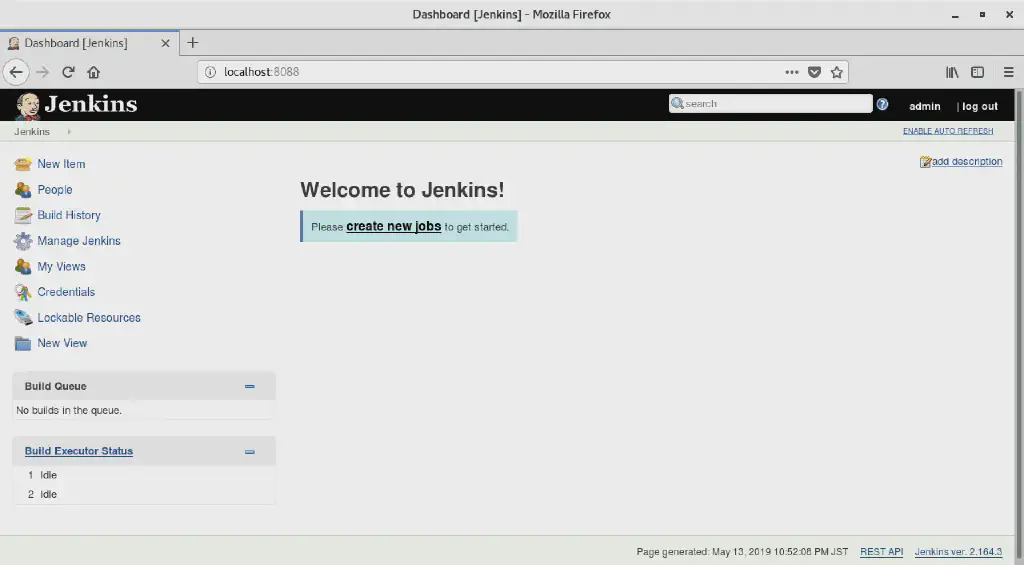 Dashboard [Jenkins] - Mozilla Firefox
Dashboard [Jenkins]
localhost:8088
Jenkins
search
admin | log out
Jenkins
ENABLE AUTO REFRESH
New Item
People
Build History
Manage Jenkins
My Views
Credentials
Lockable Resources
New View
add description
Welcome to Jenkins!
Please create new jobs to get started.
Build Queue
No builds in the queue.
Build Executor Status
1 Idle
2 Idle
Page generated: May 13, 2019 10:52:08 PM JST REST API Jenkins ver. 2.164.3